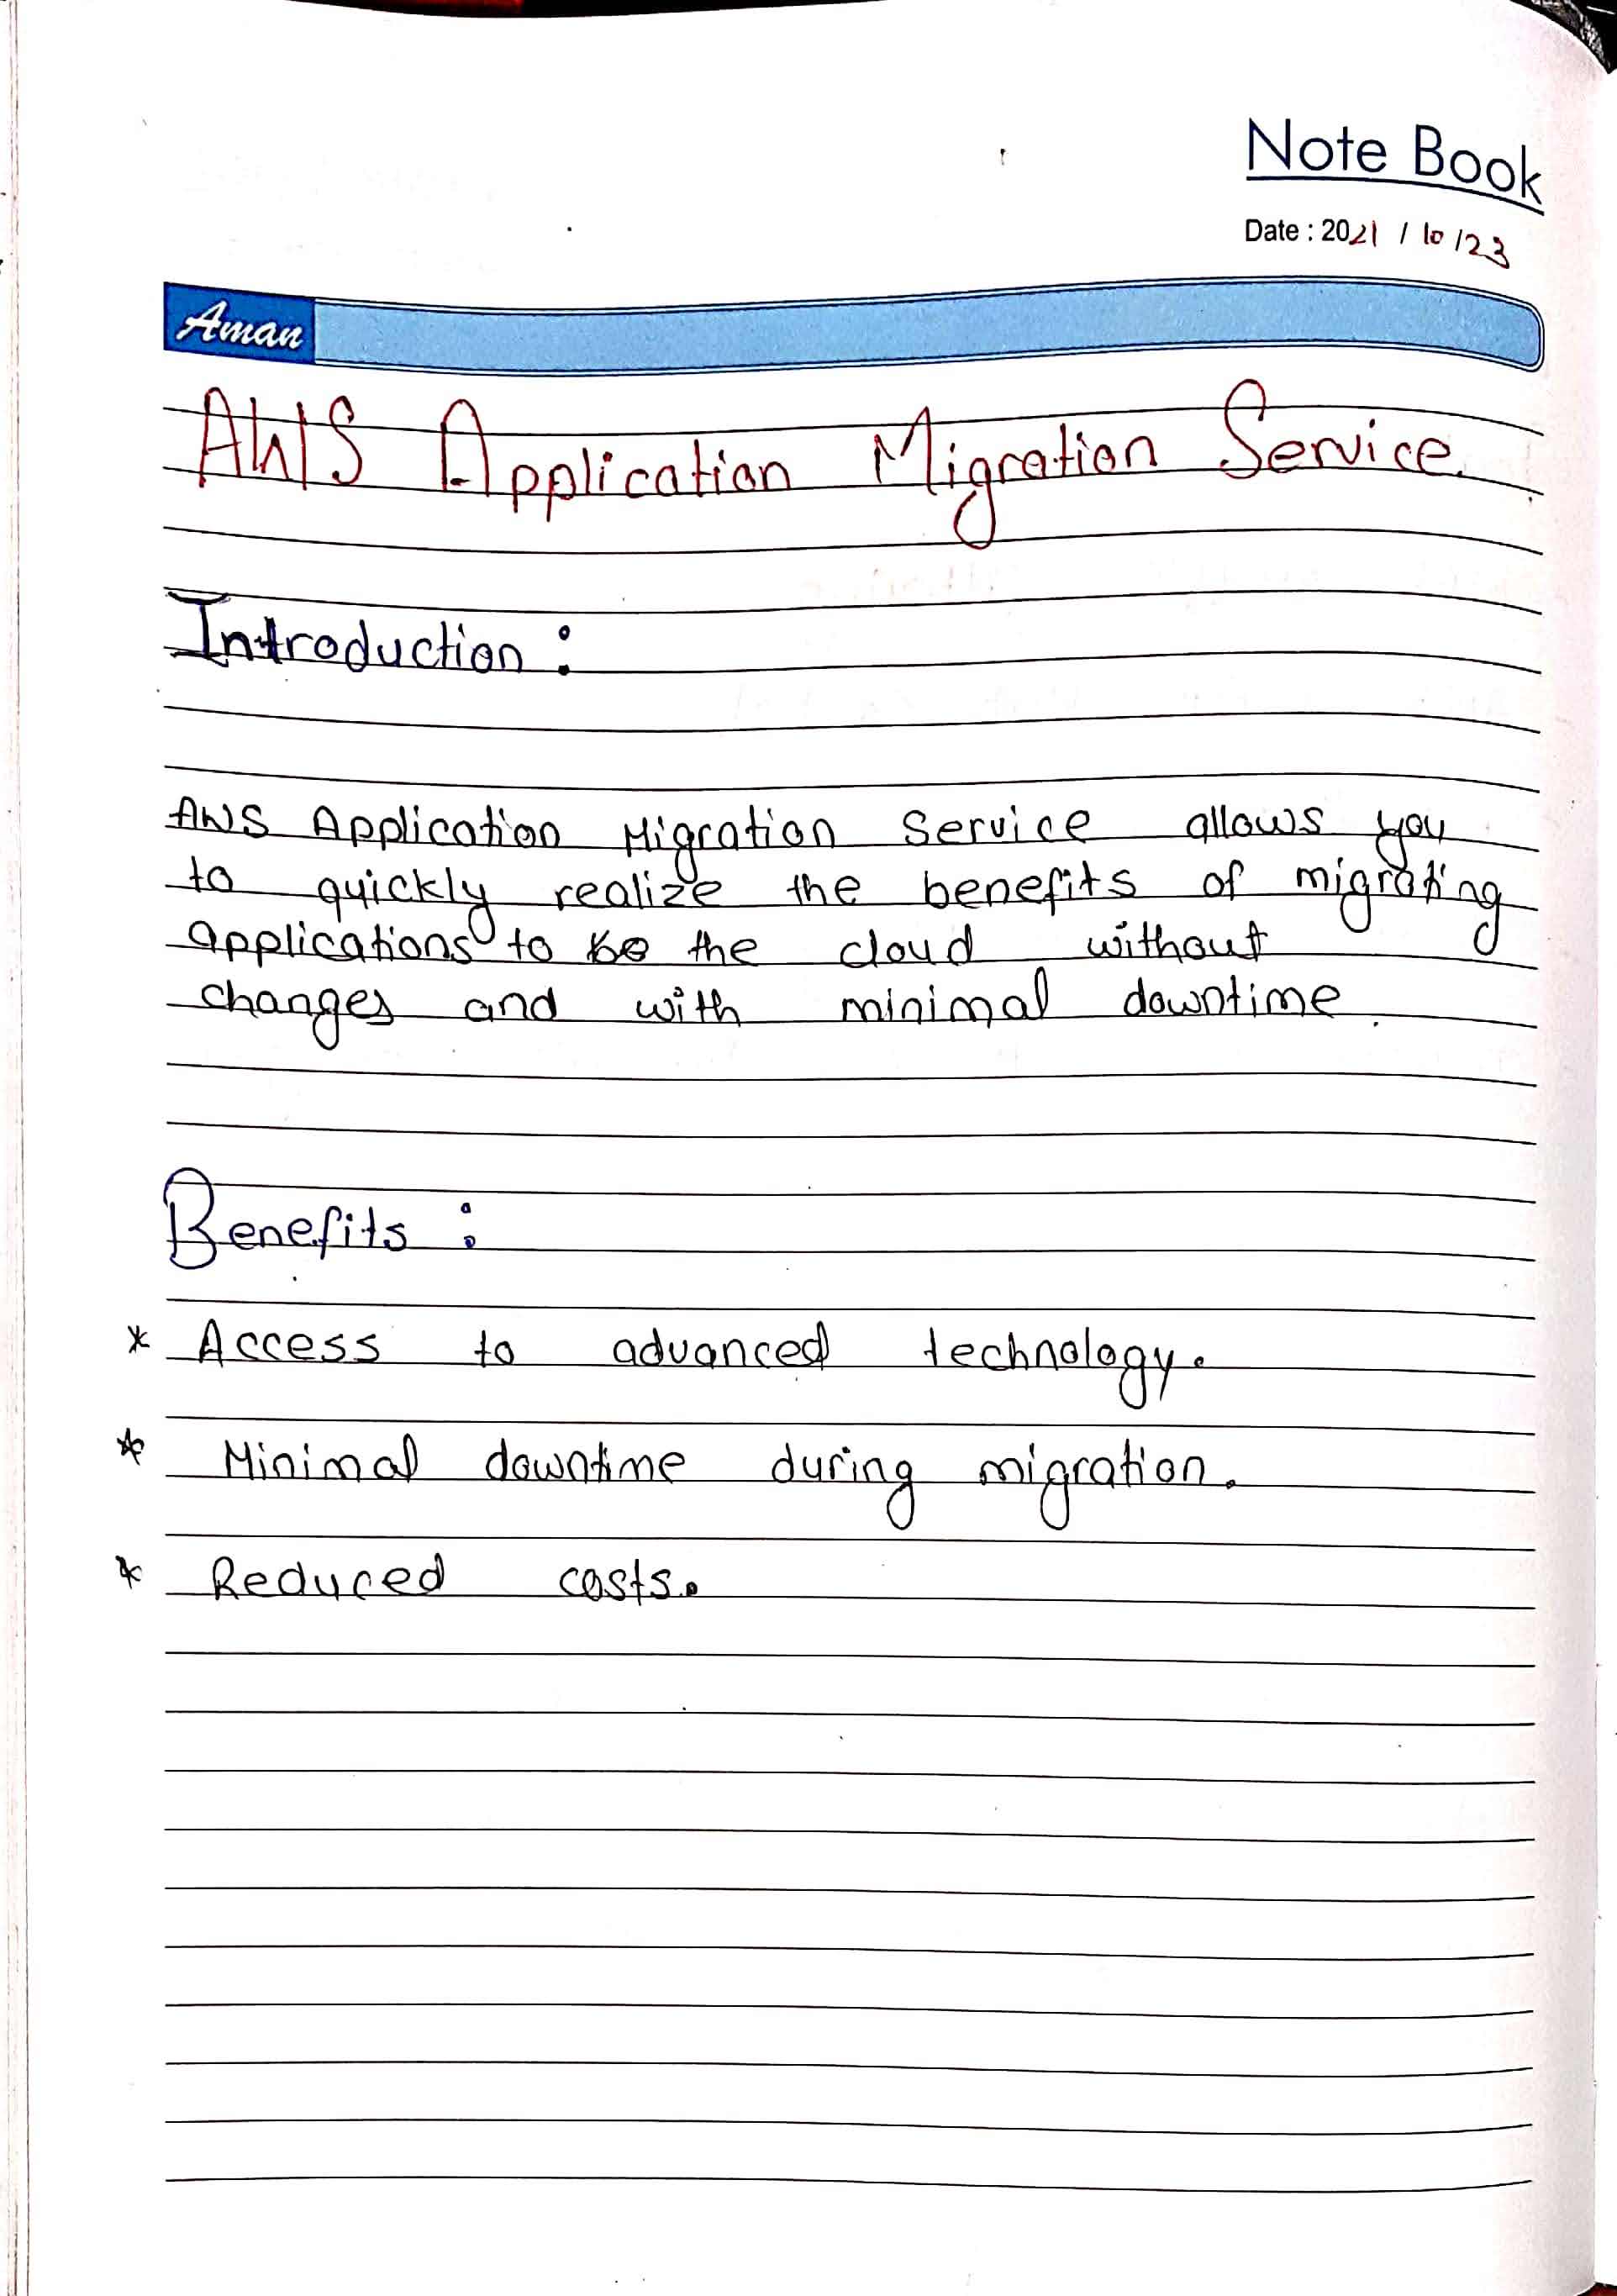 Note Book
Date : 2021 / 10 / 23
Aman
AWS Application Migration Service.
Introduction :
AWS Application Migration Service allows you
to quickly realize the benefits of migrating
applications to the cloud without
changes and with minimal downtime.
Benefits :
* Access to advanced technology.
* Minimal downtime during migration.
* Reduced costs.